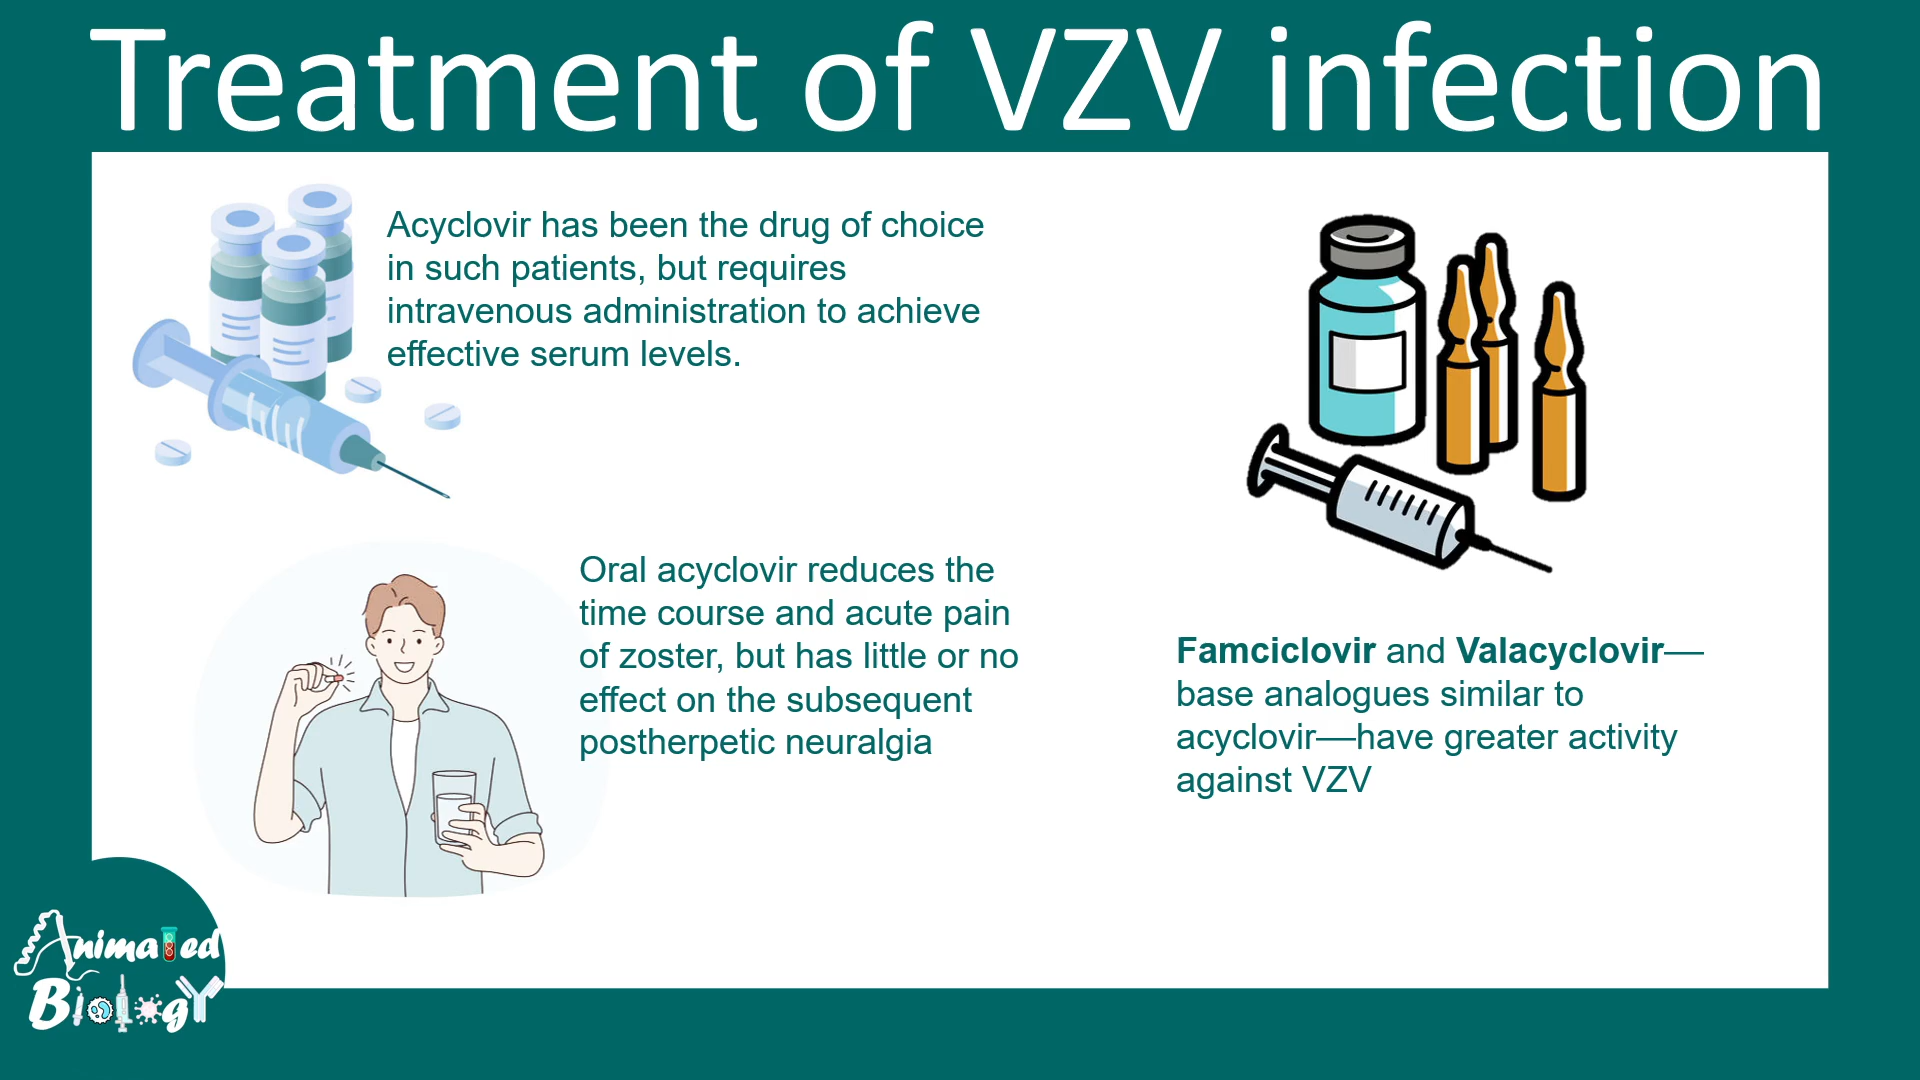 Treatment of VZV infection
Acyclovir has been the drug of choice
in such patients, but requires
intravenous administration to achieve
effective serum levels.
Oral acyclovir reduces the
time course and acute pain
of zoster, but has little or no
effect on the subsequent
postherpetic neuralgia
Famciclovir and Valacyclovir—
base analogues similar to
acyclovir—have greater activity
against VZV
Animated
Biology